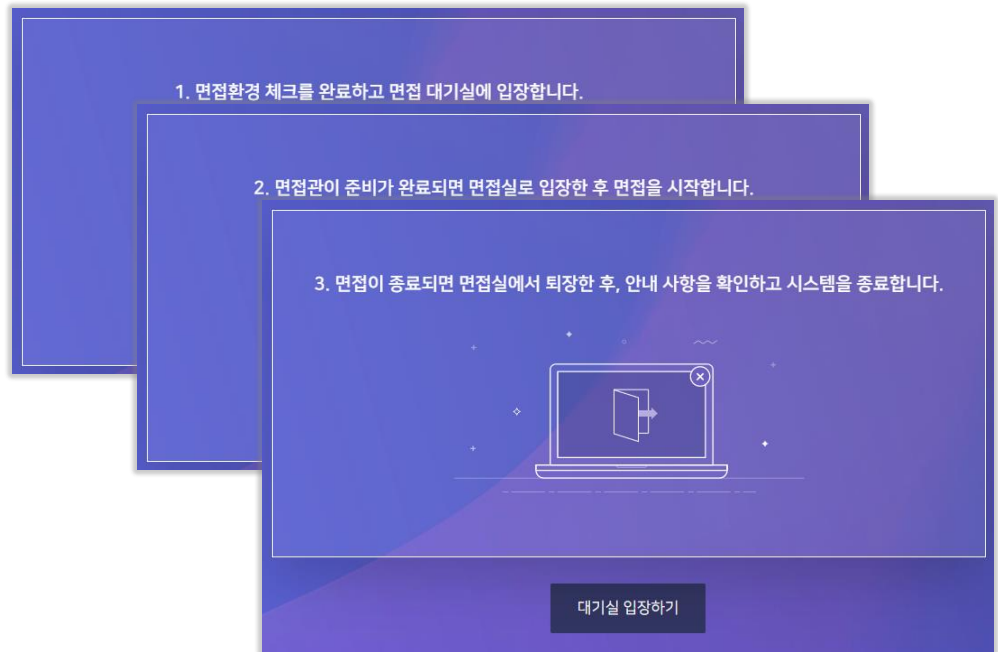 1. 면접환경 체크를 완료하고 면접 대기실에 입장합니다.
2. 면접관이 준비가 완료되면 면접실로 입장한 후 면접을 시작합니다.
3. 면접이 종료되면 면접실에서 퇴장한 후, 안내 사항을 확인하고 시스템을 종료합니다.
대기실 입장하기